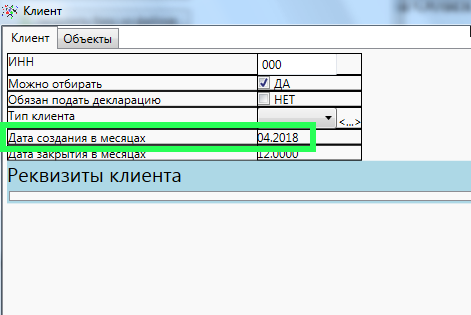 Клиент
Клиент Объекты
ИНН 000
Можно отбирать ДА
Обязан подать декларацию НЕТ
Тип клиента <...>
Дата создания в месяцах 04.2018
Дата закрытия в месяцах 12.0000
Реквизиты клиента